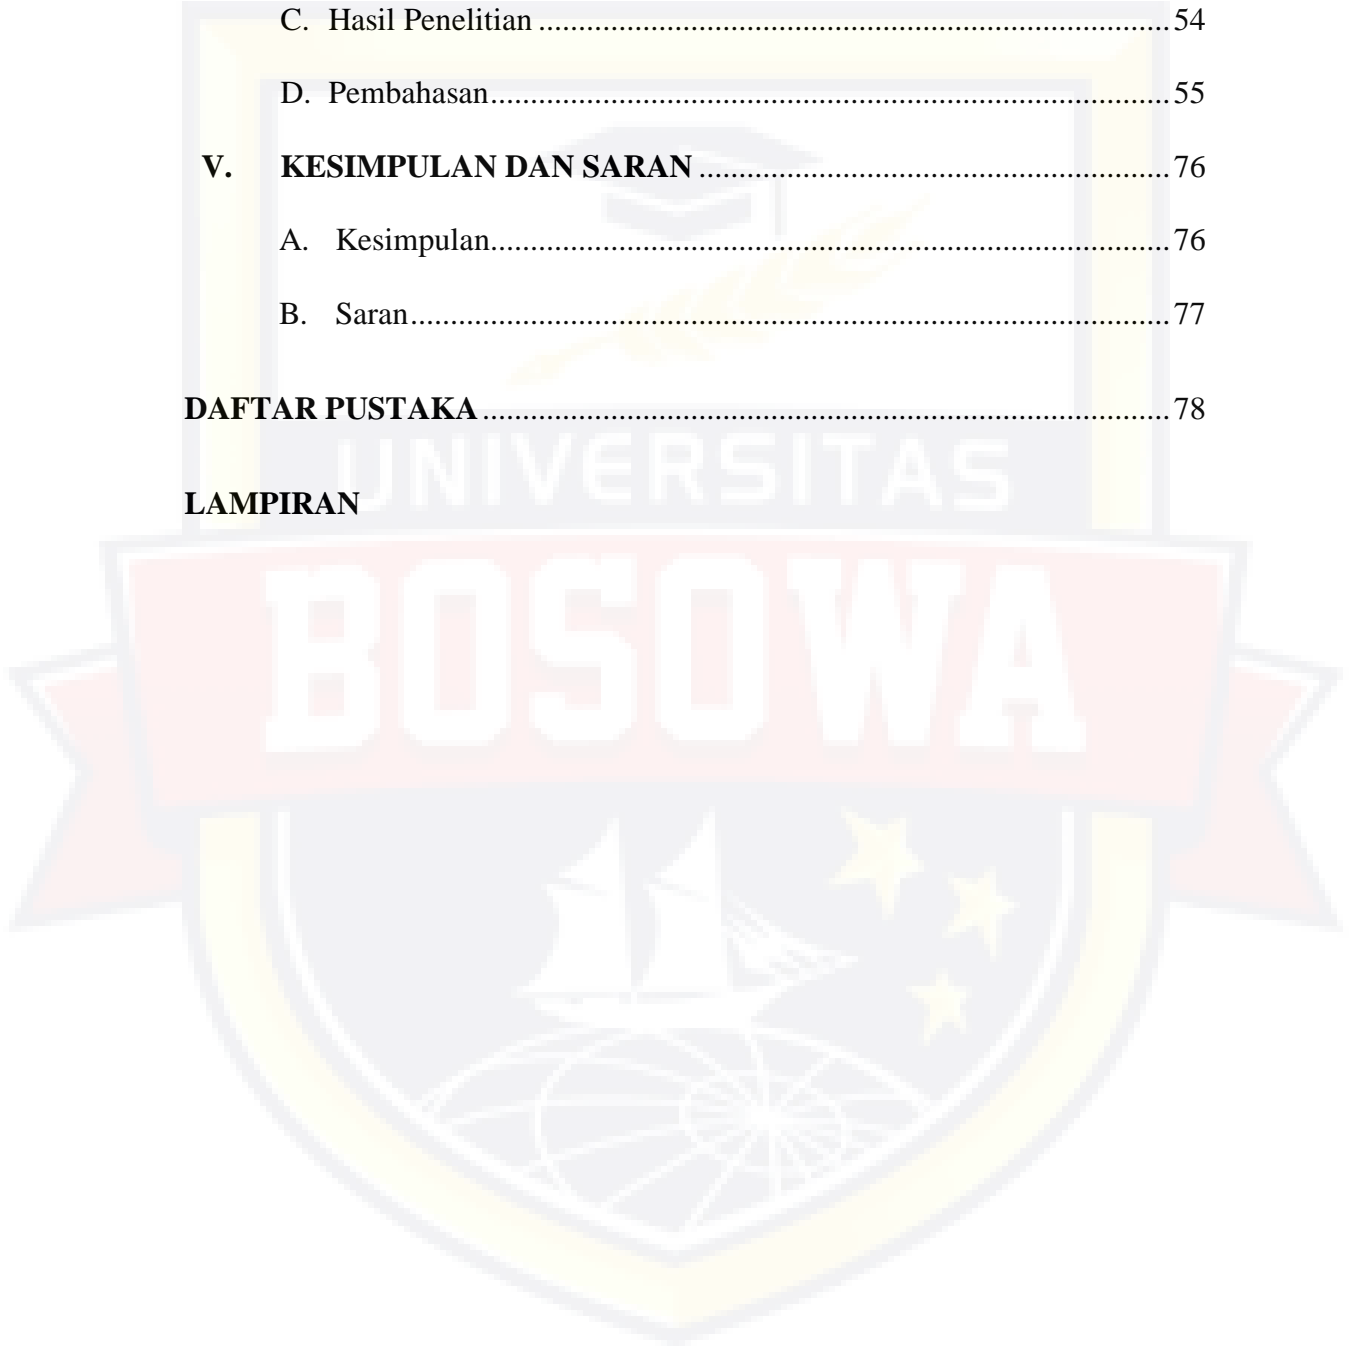 C. Hasil Penelitian ............................................................................... 54
D. Pembahasan..................................................................................... 55
V. KESIMPULAN DAN SARAN ........................................................... 76
A. Kesimpulan..................................................................................... 76
B. Saran............................................................................................... 77
DAFTAR PUSTAKA ...................................................................................... 78
UNIVERSITAS
LAMPIRAN
BOSOWA